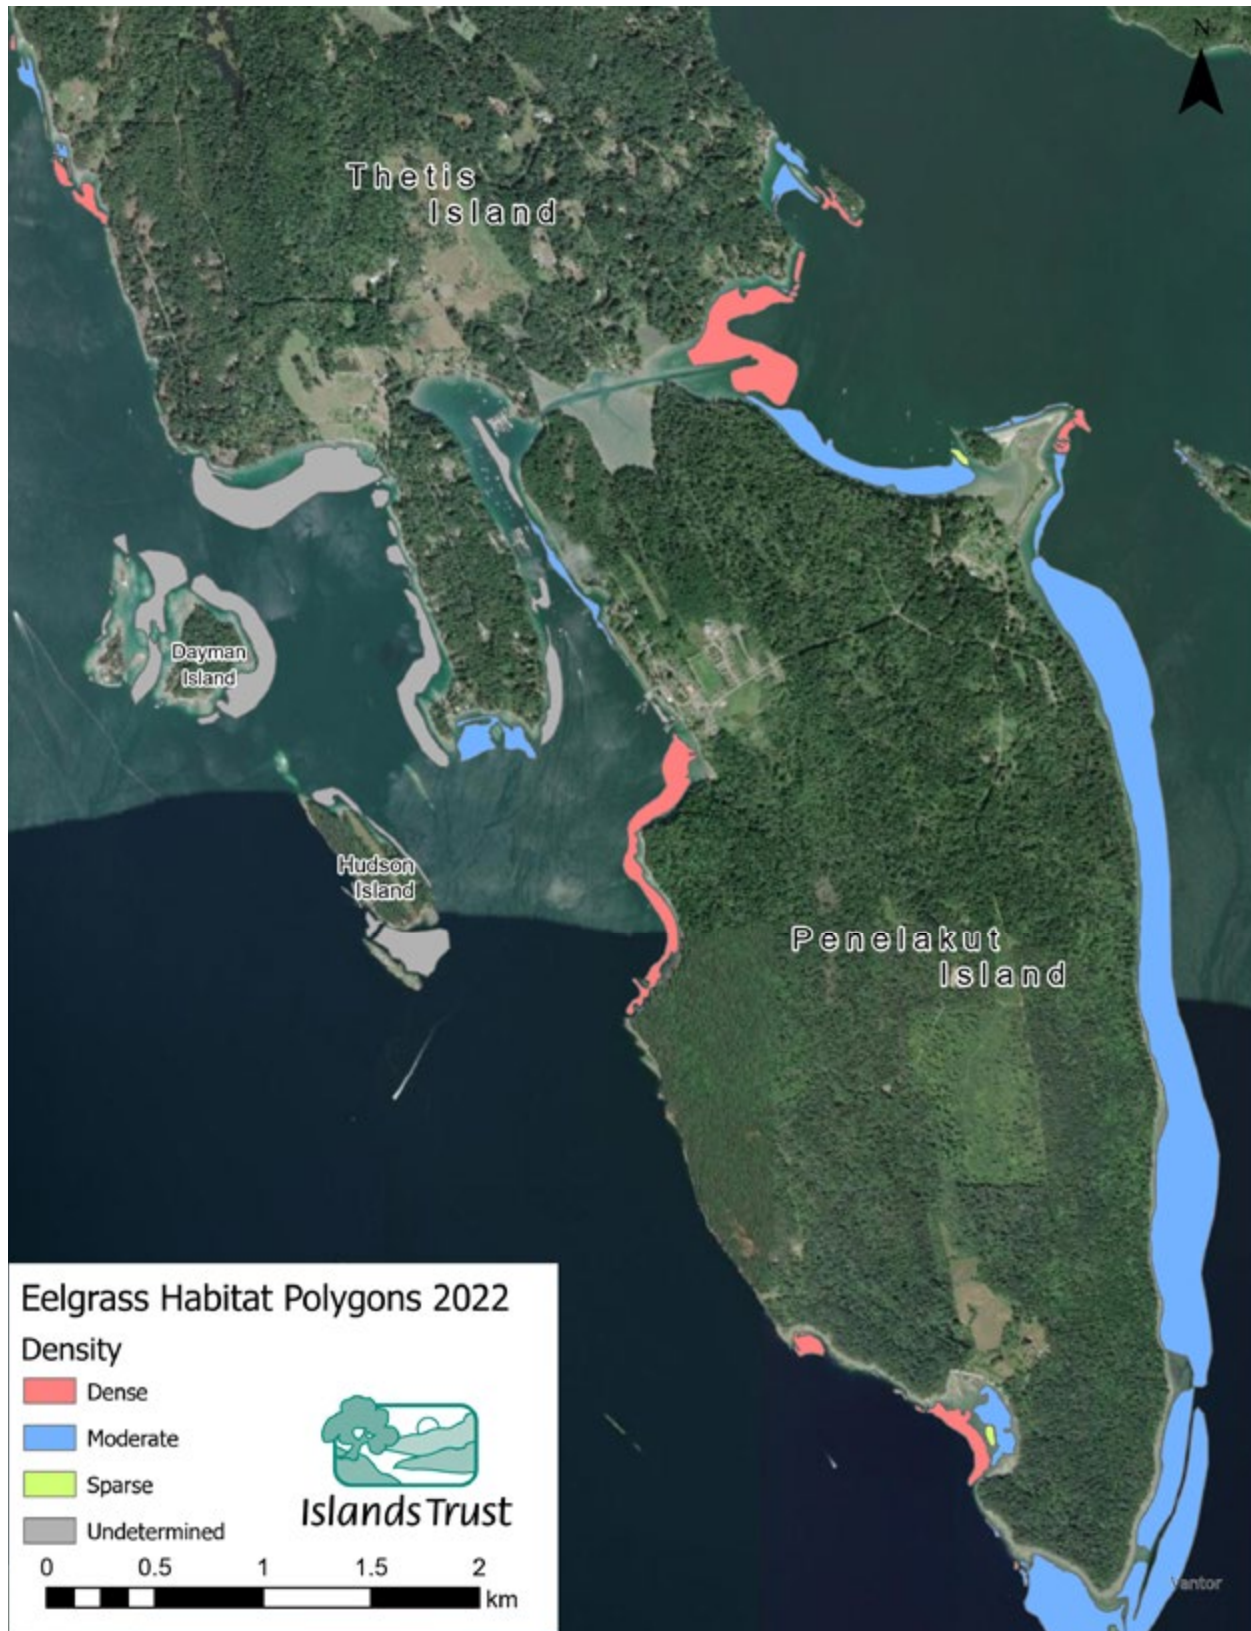 N
Thetis
Island
Dayman
Island
Hudson
Island
Penelakut
Island
Eelgrass Habitat Polygons 2022
Density
Dense
Moderate
Sparse
Undetermined
Islands Trust
0 0.5 1 1.5 2
km
Vantor